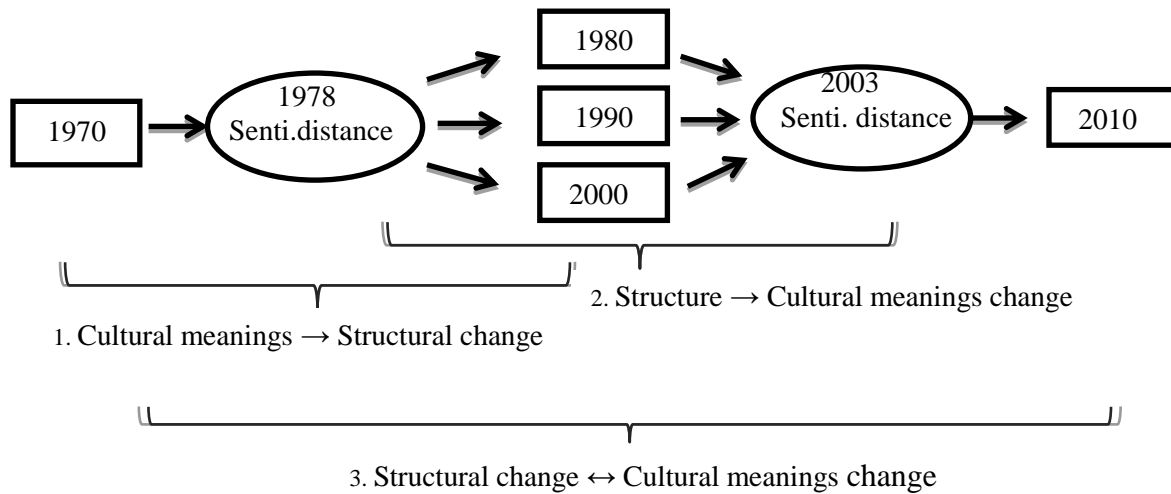 1970
1978
Senti.distance
1980
1990
2000
2003
Senti. distance
2010
2. Structure → Cultural meanings change
1. Cultural meanings → Structural change
3. Structural change ↔ Cultural meanings change